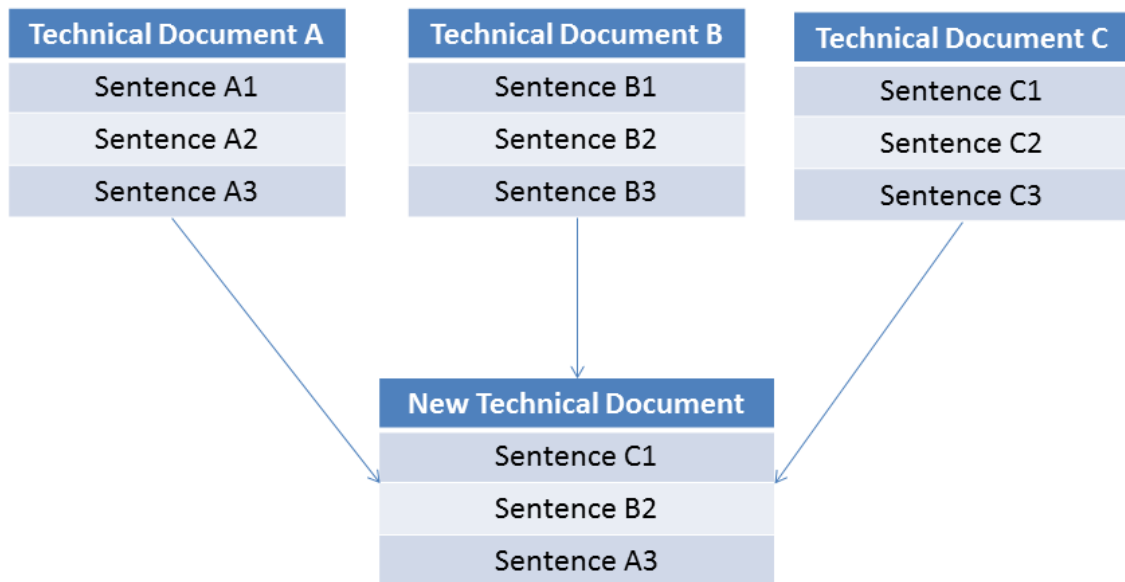 Technical Document A
Sentence A1
Sentence A2
Sentence A3
Technical Document B
Sentence B1
Sentence B2
Sentence B3
Technical Document C
Sentence C1
Sentence C2
Sentence C3
New Technical Document
Sentence C1
Sentence B2
Sentence A3